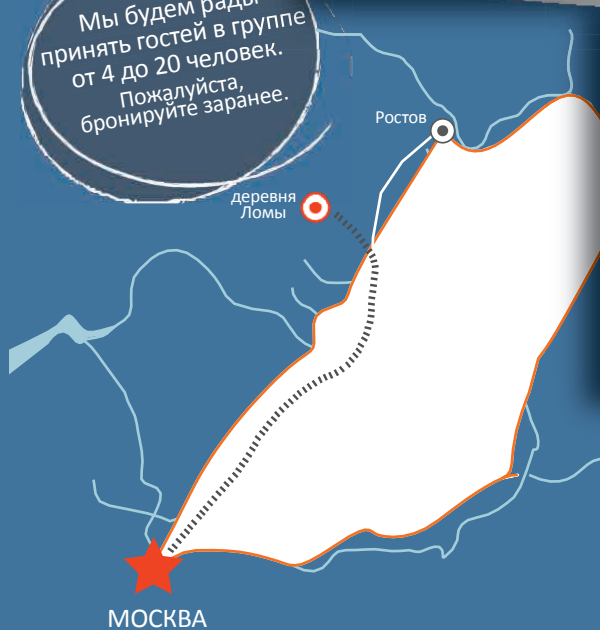 Мы будем рады
принять гостей в группе
от 4 до 20 человек.
Пожалуйста,
бронируйте заранее.
Ростов
деревня
Ломы
МОСКВА